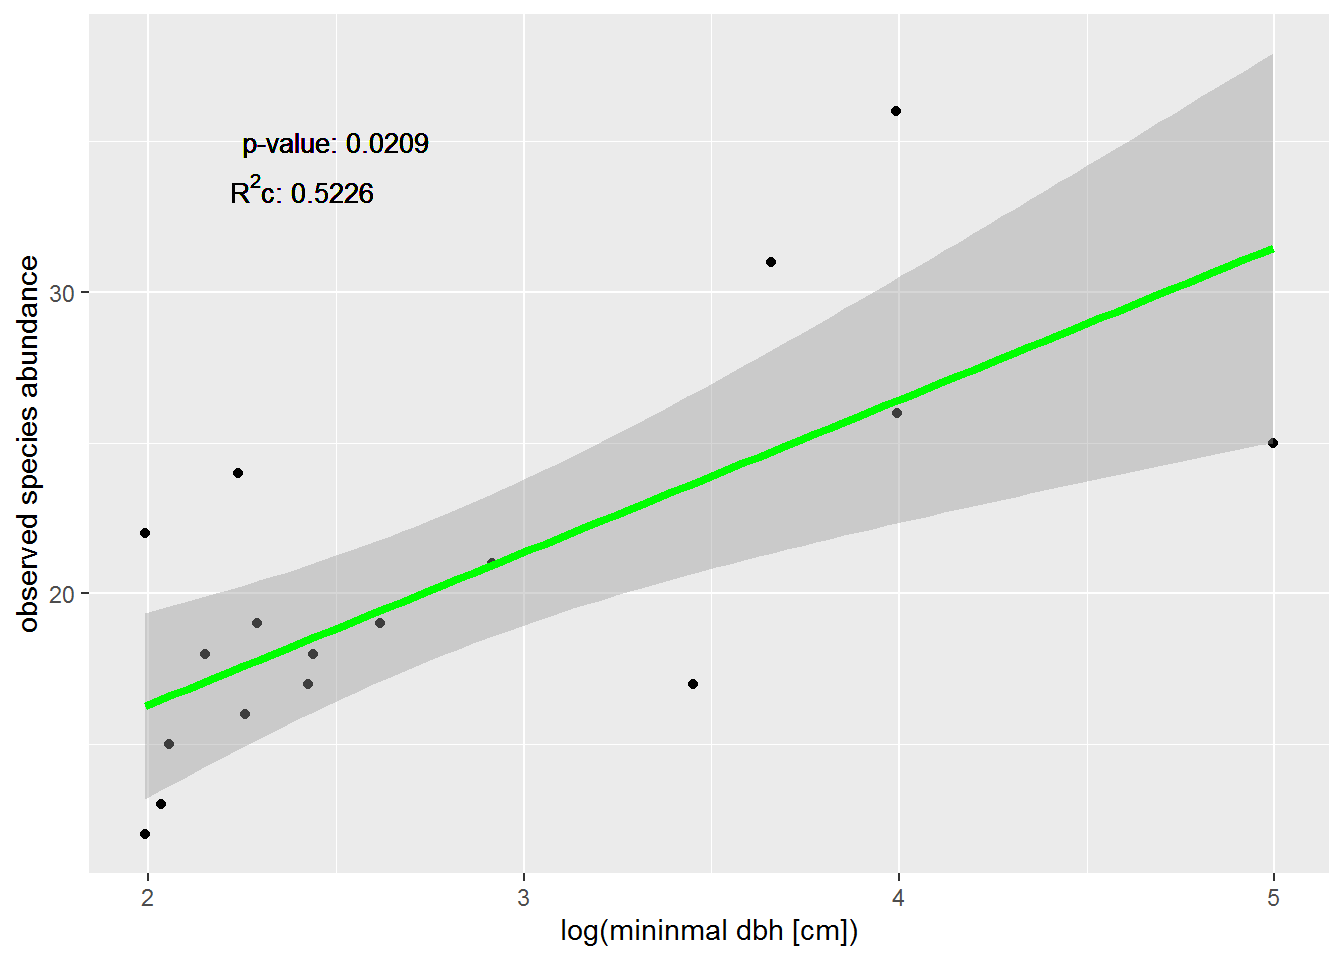 p-value: 0.0209
R²c: 0.5226
observed species abundance
30
20
2 3 4 5
log(mininmal dbh [cm])